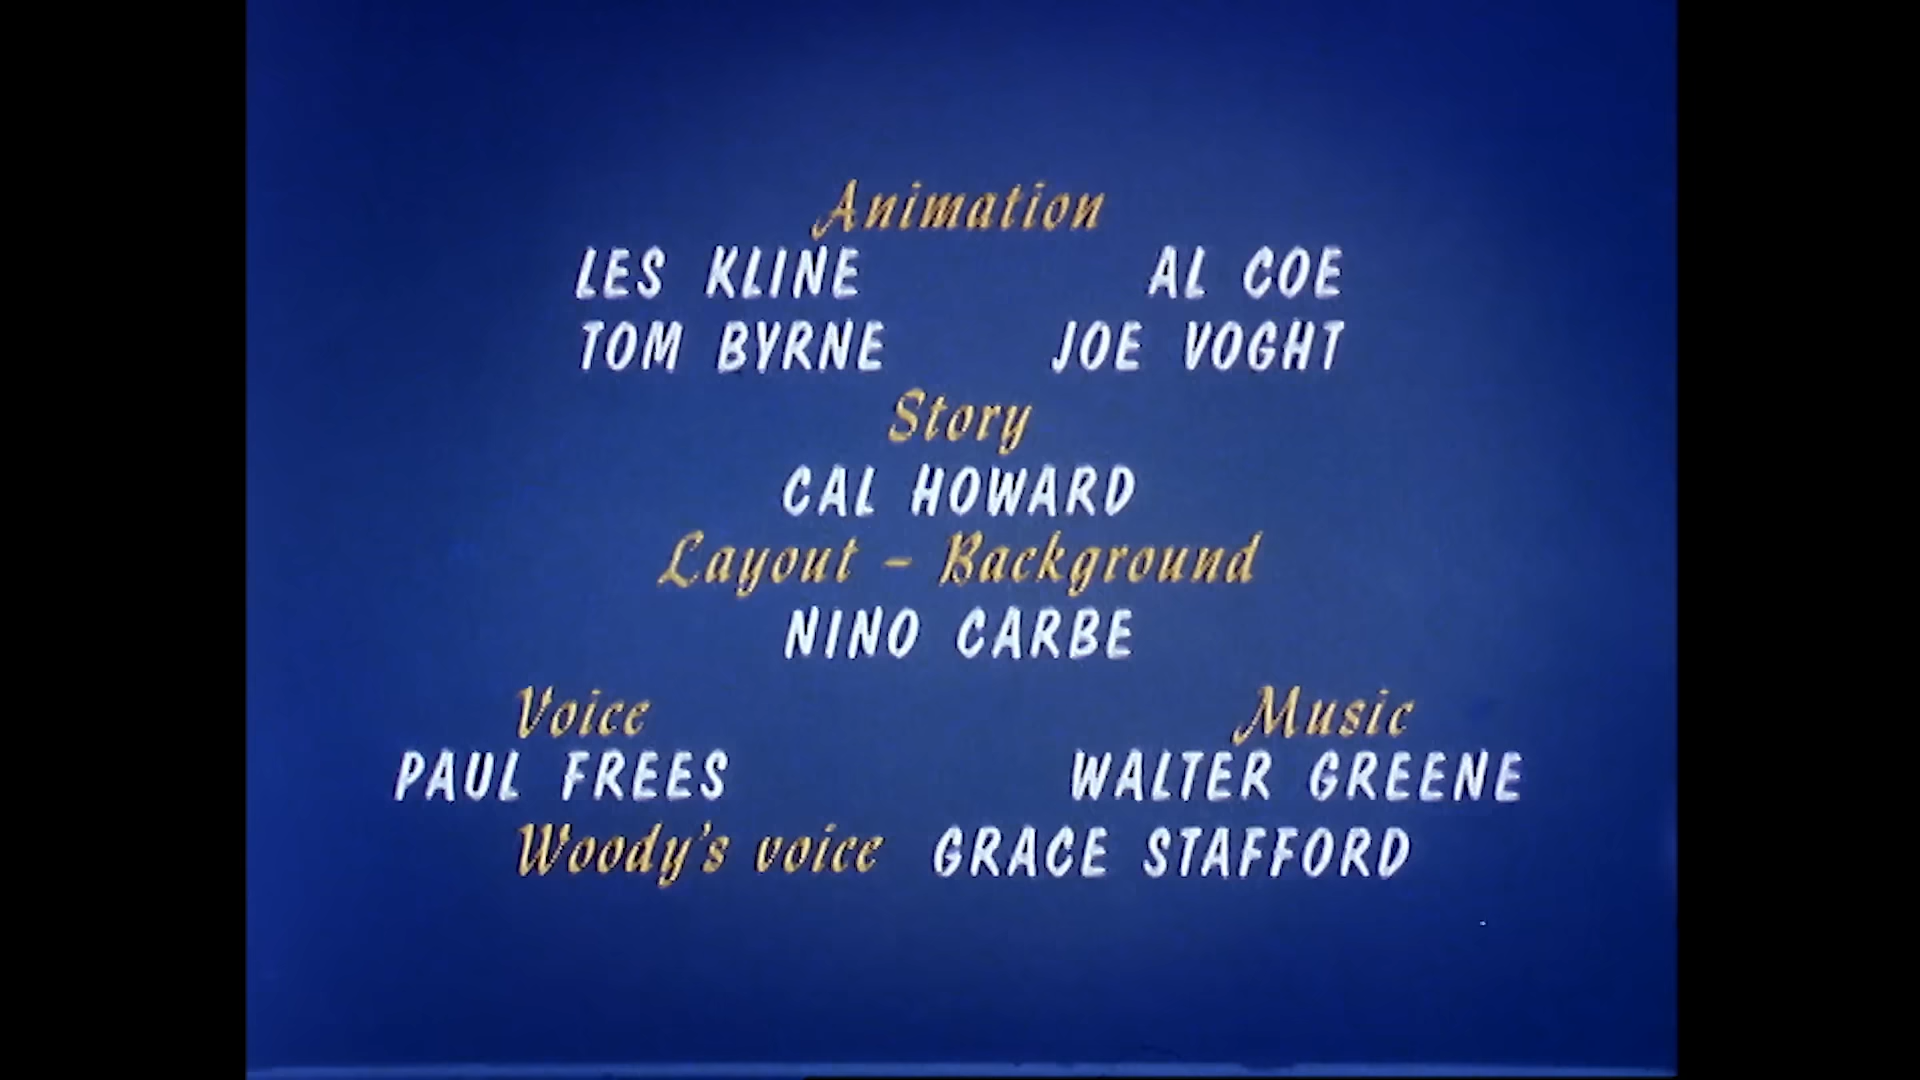 Animation
LES KLINE AL COE
TOM BYRNE JOE VOGHT
Story
CAL HOWARD
Layout - Background
NINO CARBE
Voice Music
PAUL FREES WALTER GREENE
Woody's voice GRACE STAFFORD